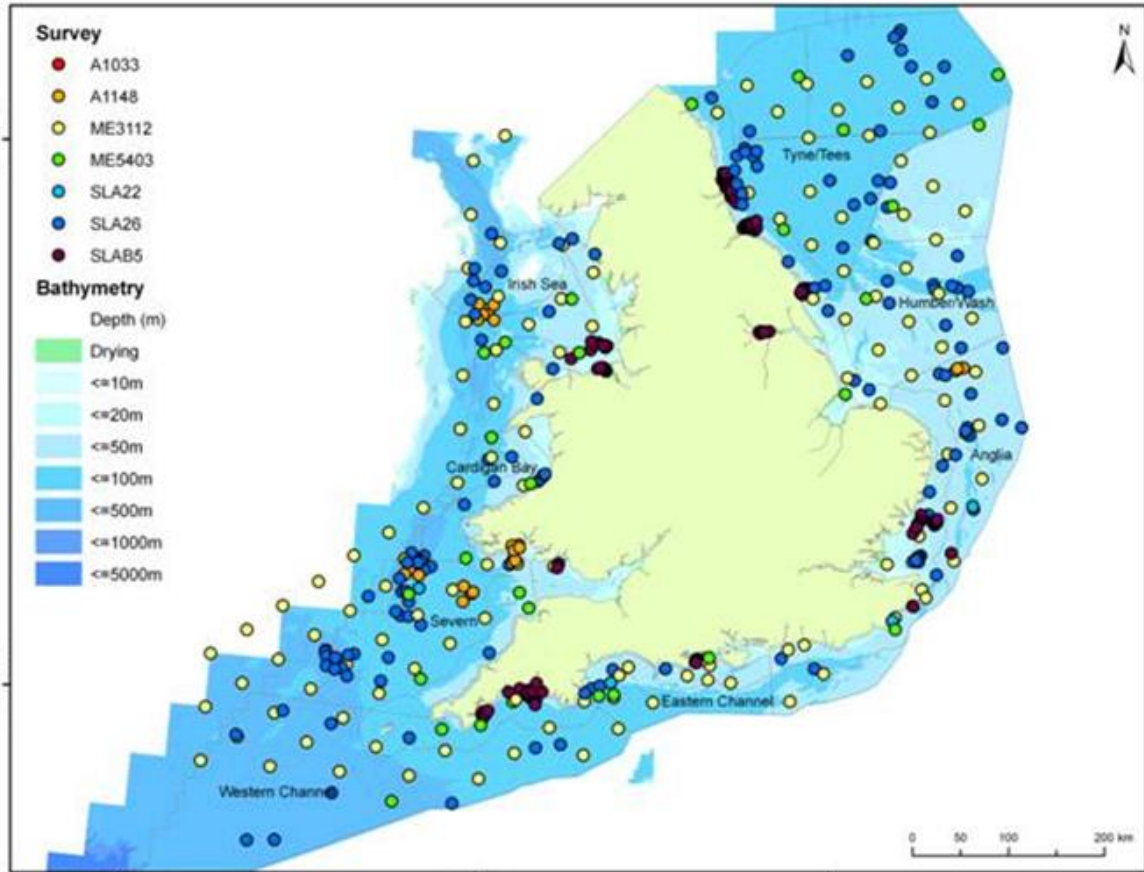 Survey
A1033
A1148
ME3112
ME5403
SLA22
SLA26
SLAB5
Bathymetry
Depth (m)
Drying
<=10m
<=20m
<=50m
<=100m
<=500m
<=1000m
<=5000m
N
Tyne/Tees
Irish Sea
Humber/Wash
Cardigan Bay
Anglia
Severn
Eastern Channel
Western Channel
0 50 100 200 km